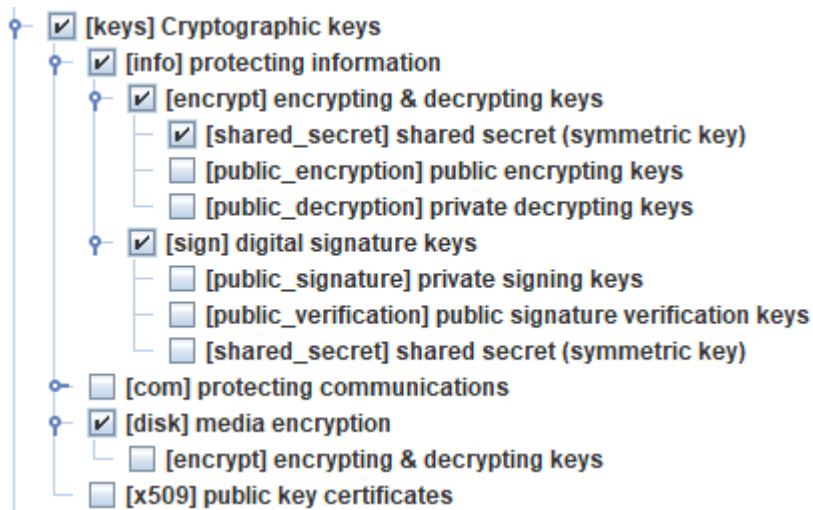 [keys] Cryptographic keys
[info] protecting information
[encrypt] encrypting & decrypting keys
[shared_secret] shared secret (symmetric key)
[public_encryption] public encrypting keys
[public_decryption] private decrypting keys
[sign] digital signature keys
[public_signature] private signing keys
[public_verification] public signature verification keys
[shared_secret] shared secret (symmetric key)
[com] protecting communications
[disk] media encryption
[encrypt] encrypting & decrypting keys
[x509] public key certificates